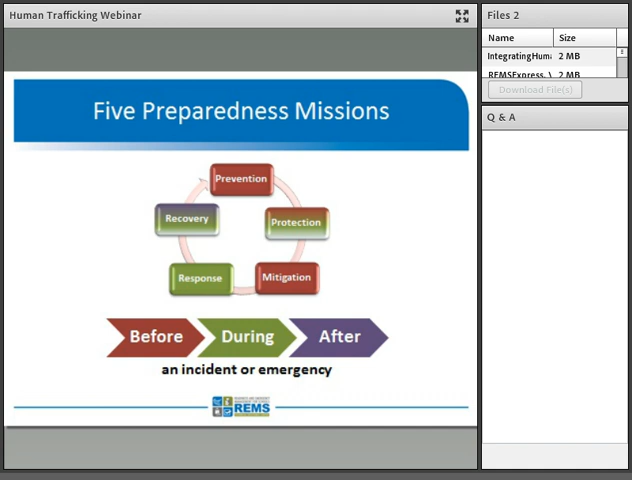 Human Trafficking Webinar
Five Preparedness Missions
Prevention
Protection
Mitigation
Response
Recovery
Before
During
After
an incident or emergency
REMS
Files 2
Name
Size
IntegratingHum
2 MB
REMSExpress.
2 MB
Download File(s)
Q & A